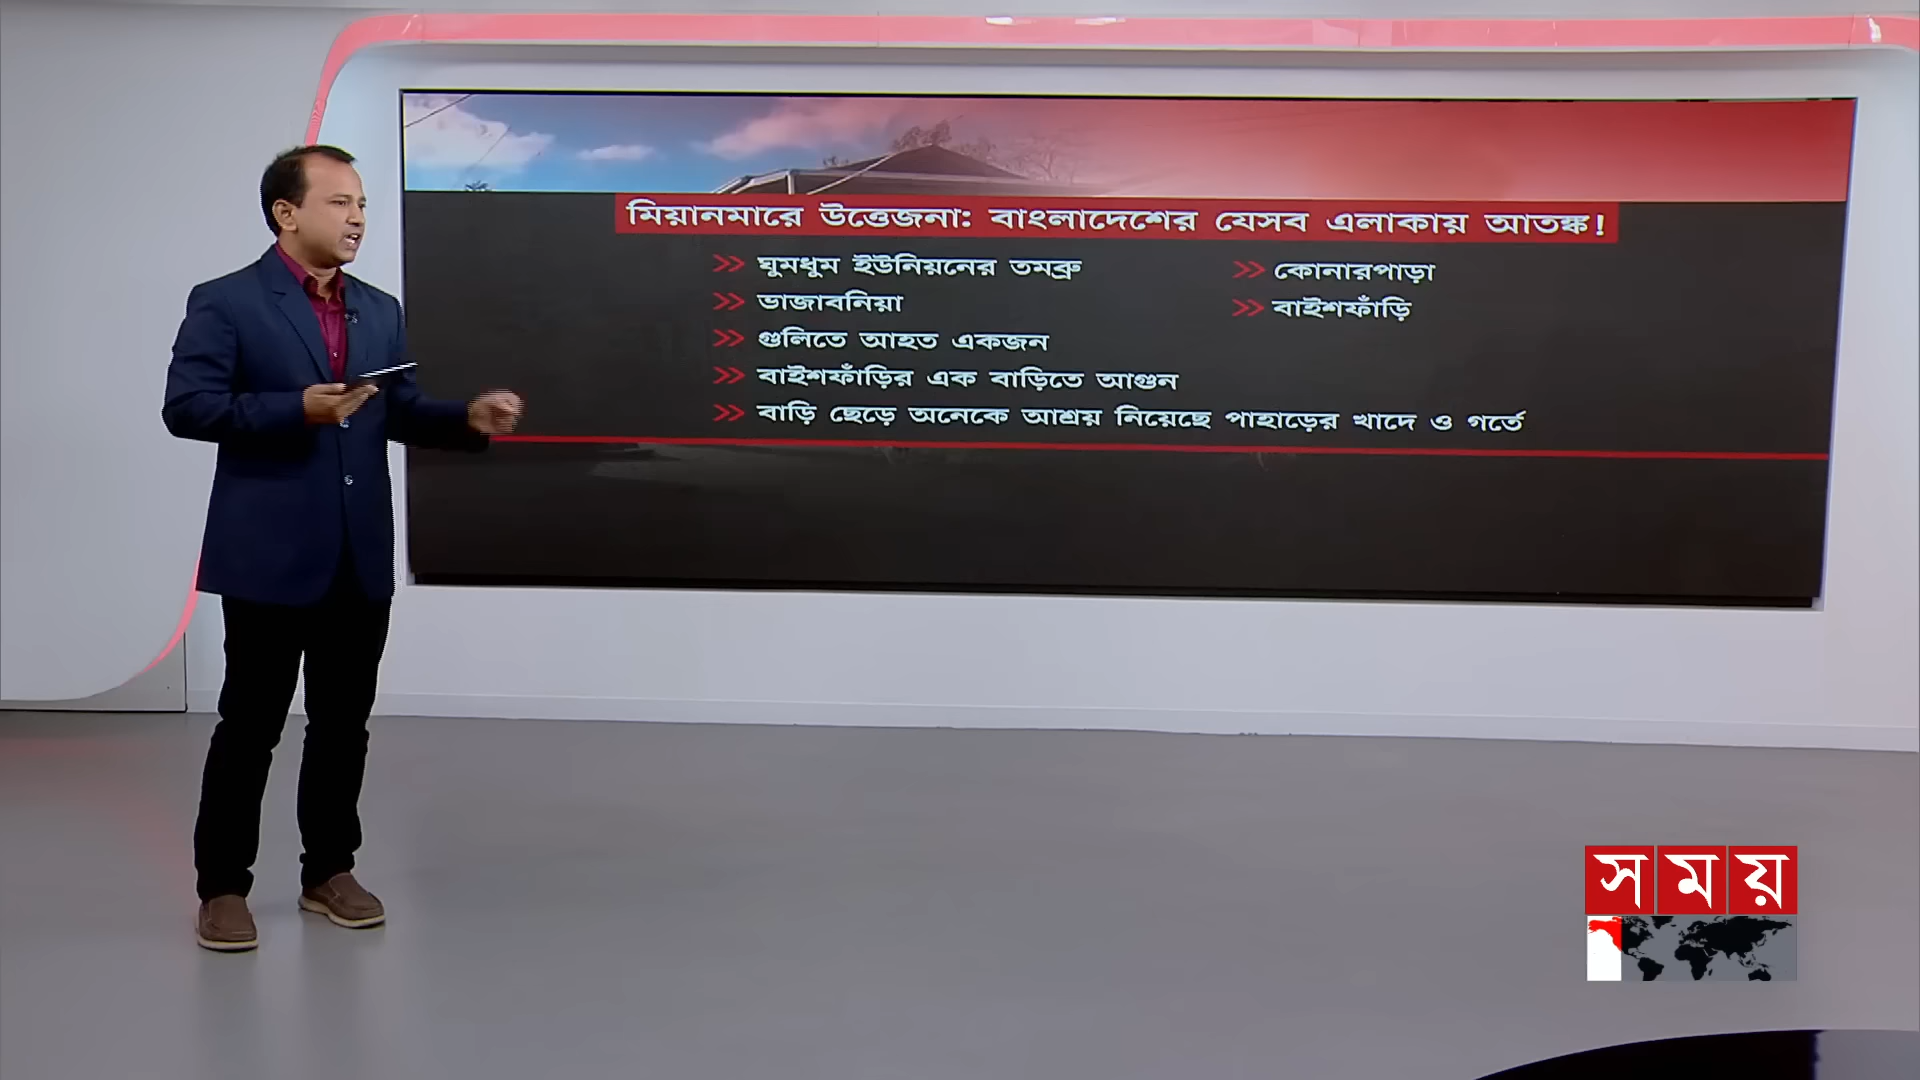 মিয়ানমারে উত্তেজনা: বাংলাদেশের যেসব এলাকায় আতঙ্ক!
>> ঘুমধুম ইউনিয়নের তমব্রু
>> কোনারপাড়া
>> ভাজাবনিয়া
>> বাইশফাঁড়ি
>> গুলিতে আহত একজন
>> বাইশফাঁড়ির এক বাড়িতে আগুন
>> বাড়ি ছেড়ে অনেকে আশ্রয় নিয়েছে পাহাড়ের খাদে ও গর্তে
সময়